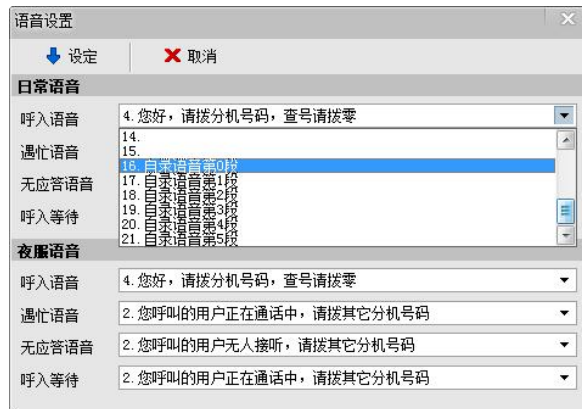 语音设置
设定 取消
日常语音
呼入语音 4.您好，请拨分机号码，查号请拨零
14.
遇忙语音 15.
16.自录语音第0段
无应答语音 17.自录语音第1段
18.自录语音第2段
19.自录语音第3段
呼入等待 20.自录语音第4段
21.自录语音第5段
夜服语音
呼入语音 4.您好，请拨分机号码，查号请拨零
遇忙语音 2.您呼叫的用户正在通话中，请拨其它分机号码
无应答语音 2.您呼叫的用户无人接听，请拨其它分机号码
呼入等待 2.您呼叫的用户正在通话中，请拨其它分机号码